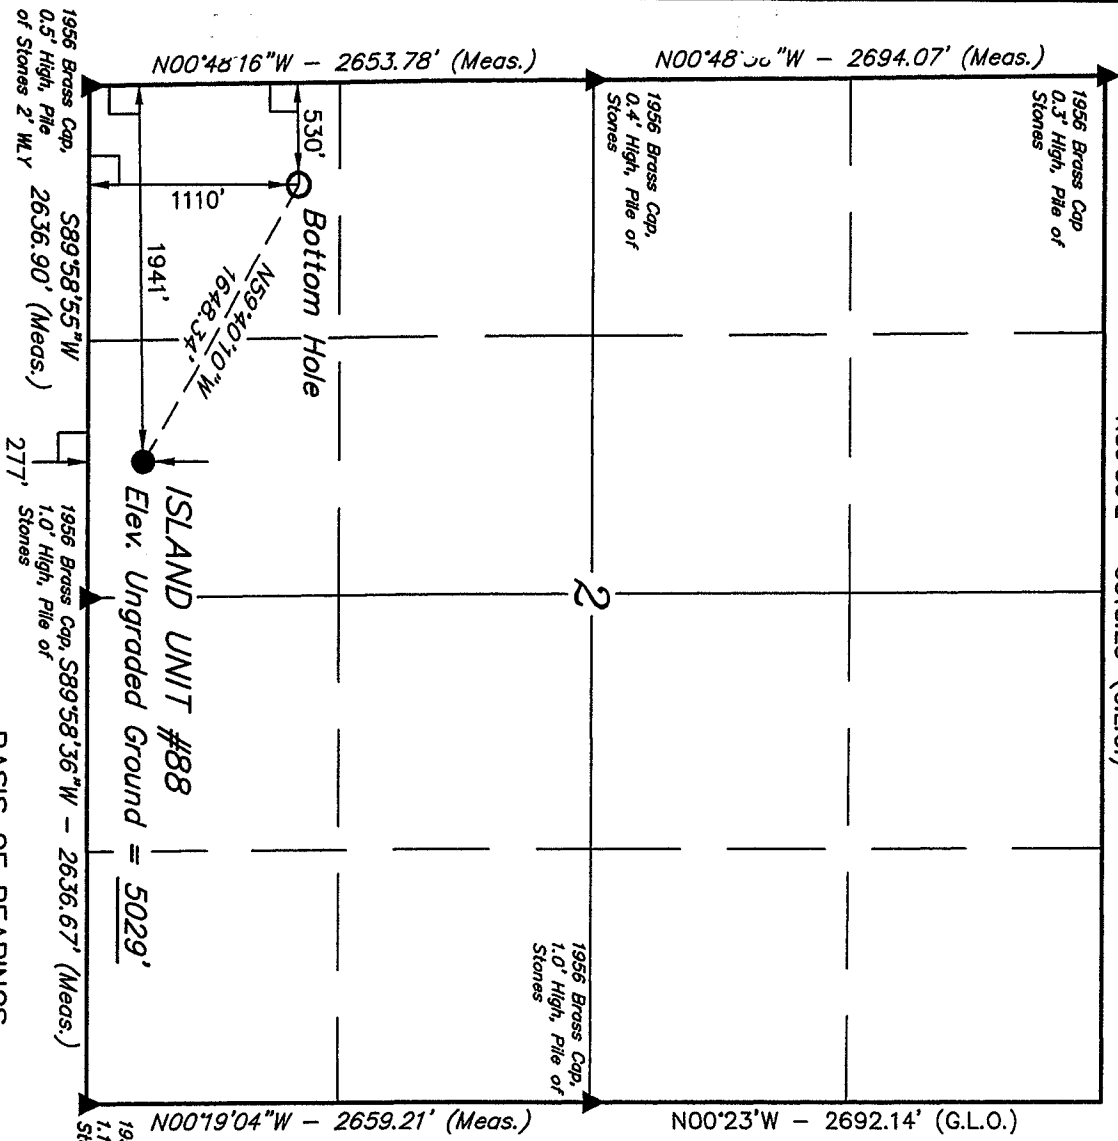 N00°48'16"W - 2653.78' (Meas.)
2694.07' (Meas.)
1956 Brass Cap
0.3' High, Pile of
Stones
1956 Brass Cap,
0.4' High, Pile of
Stones
1956 Brass Cap,
0.5' High, Pile
of Stones 2' WLY
530'
1110'
1941'
Bottom Hole
N59°40'10"W
1648.34'
S89°58'55"W
2636.90' (Meas.)
277'
ISLAND UNIT #88
Elev. Ungraded Ground = 5029'
2
1956 Brass Cap,
1.0' High, Pile of
Stones
S89°58'36"W - 2636.67' (Meas.)
1956 Brass Cap,
1.0' High, Pile of
Stones
N00°19'04"W - 2659.21' (Meas.)
N00°23'W - 2692.14' (G.L.O.)
BASIS OF BEARINGS